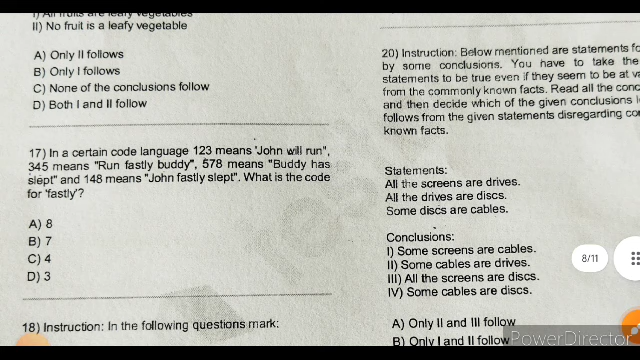 I) All fruits are leafy vegetables
II) No fruit is a leafy vegetable
A) Only II follows
B) Only I follows
C) None of the conclusions follow
D) Both I and II follow
17) In a certain code language 123 means 'John will run",
345 means "Run fastly buddy", 578 means "Buddy has
slept" and 148 means "John fastly slept". What is the code
for 'fastly'?
A) 8
B) 7
C) 4
D) 3
18) Instruction: In the following questions mark:
20) Instruction: Below mentioned are statements
by some conclusions. You have to take the
statements to be true even if they seem to be at
from the commonly known facts. Read all the
and then decide which of the given conclusions
follows from the given statements disregarding
known facts.
Statements:
All the screens are drives.
All the drives are discs.
Some discs are cables.
Conclusions:
I) Some screens are cables.
II) Some cables are drives.
III) All the screens are discs.
IV) Some cables are discs.
A) Only II and III follow
B) Only I and II follow
8/11
PowerDirector